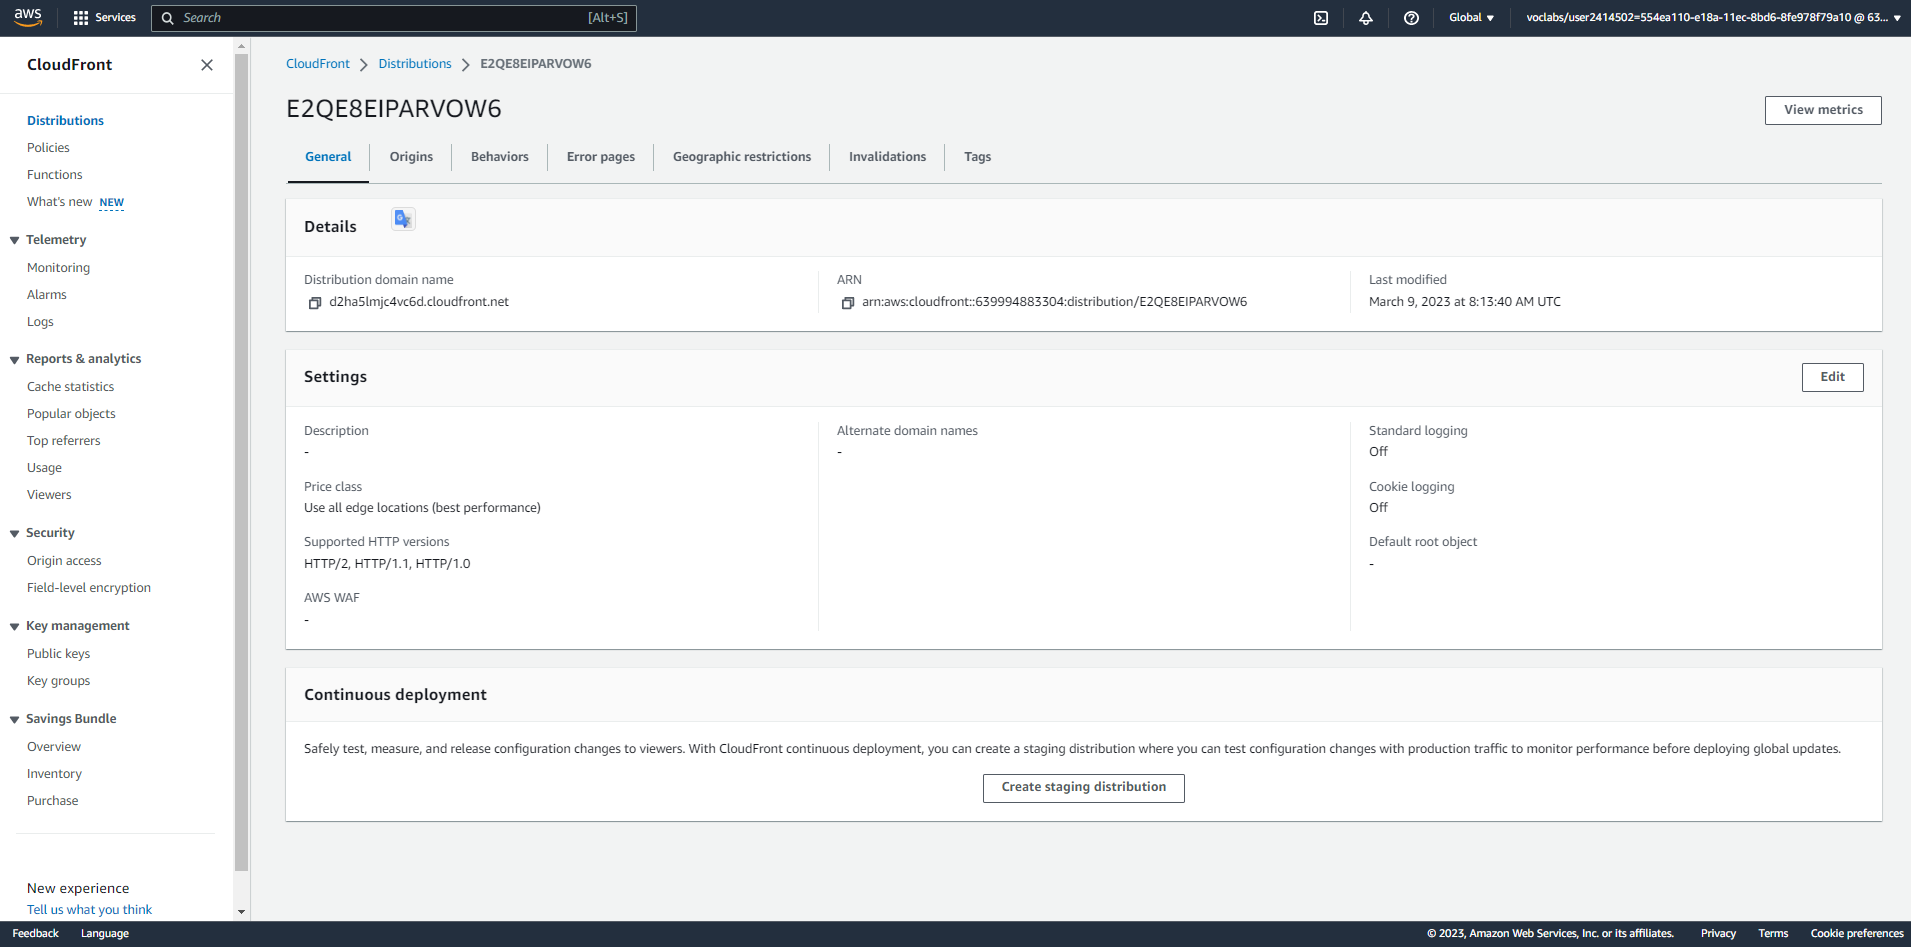 aws Services Search [Alt+S] Global voclabs/user2414502=554ea110-e18a-11ec-8bd6-8fe978f79a10 @ 63...
CloudFront
Distributions
Policies
Functions
What's new NEW
Telemetry
Monitoring
Alarms
Logs
Reports & analytics
Cache statistics
Popular objects
Top referrers
Usage
Viewers
Security
Origin access
Field-level encryption
Key management
Public keys
Key groups
Savings Bundle
Overview
Inventory
Purchase
New experience
Tell us what you think
CloudFront Distributions E2QE8EIPARVOW6
E2QE8EIPARVOW6
View metrics
General Origins Behaviors Error pages Geographic restrictions Invalidations Tags
Details
Distribution domain name
d2ha5lmjc4vc6d.cloudfront.net
ARN
arn:aws:cloudfront::639994883304:distribution/E2QE8EIPARVOW6
Last modified
March 9, 2023 at 8:13:40 AM UTC
Settings
Edit
Description
-
Price class
Use all edge locations (best performance)
Supported HTTP versions
HTTP/2, HTTP/1.1, HTTP/1.0
AWS WAF
-
Alternate domain names
-
Standard logging
Off
Cookie logging
Off
Default root object
-
Continuous deployment
Safely test, measure, and release configuration changes to viewers. With CloudFront continuous deployment, you can create a staging distribution where you can test configuration changes with production traffic to monitor performance before deploying global updates.
Create staging distribution
Feedback Language © 2023, Amazon Web Services, Inc. or its affiliates. Privacy Terms Cookie preferences